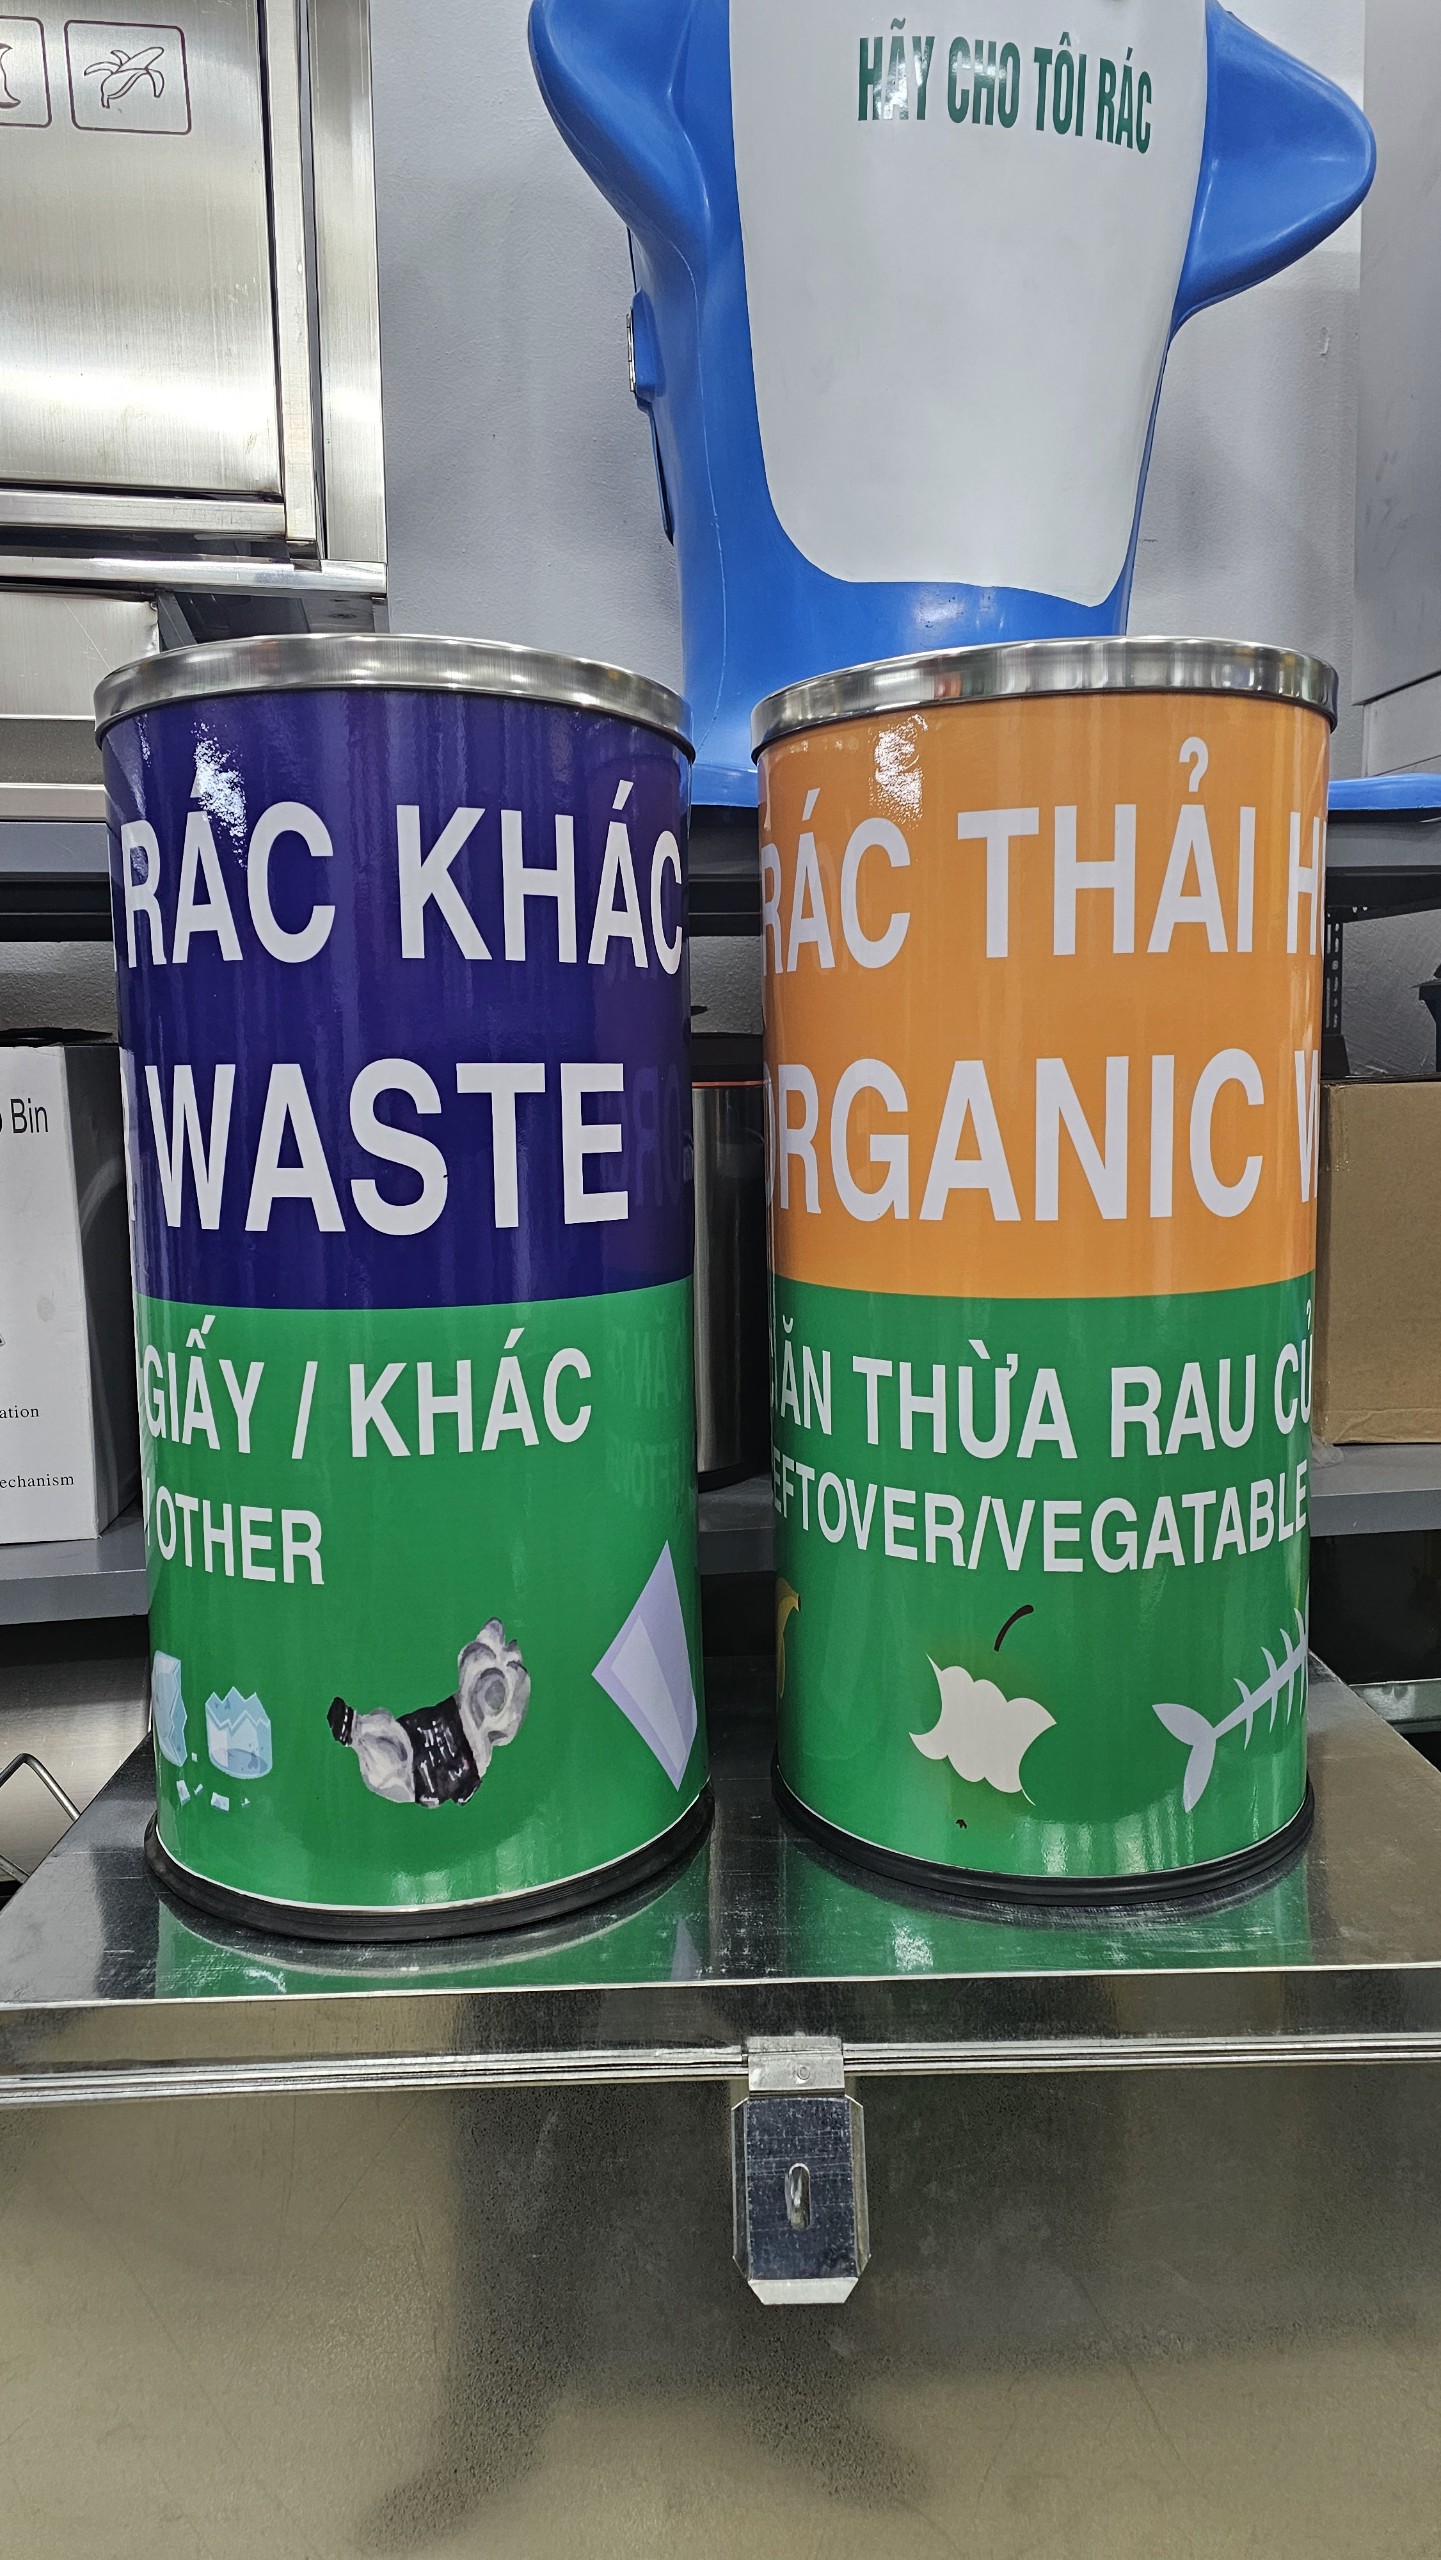 HÃY CHO TÔI RÁC
RÁC KHÁC
WASTE
GIẤY / KHÁC
/OTHER
RÁC THẢI H
ORGANIC W
ĂN THỪA RAU CỦ
EFTOVER/VEGATABLE
Bin
ation
echanism